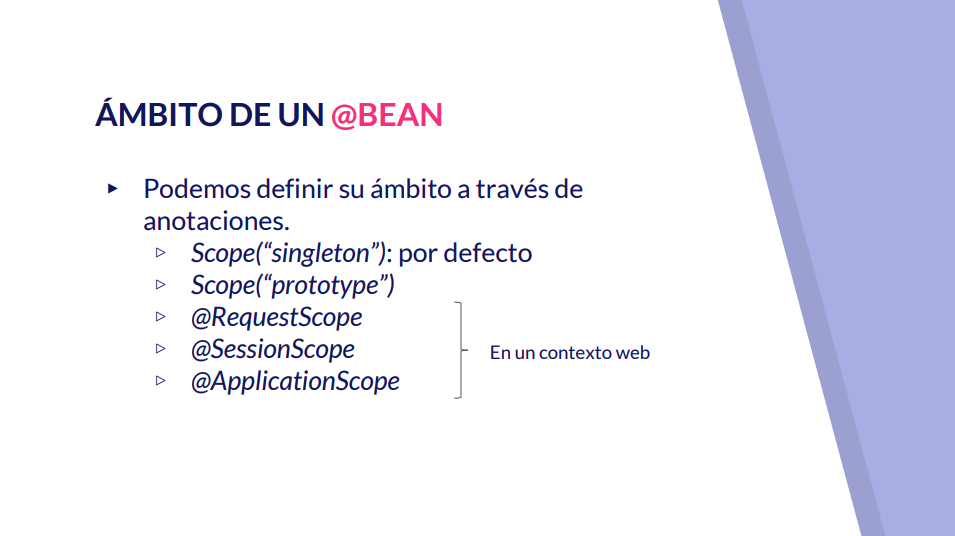 ÁMBITO DE UN @BEAN
Podemos definir su ámbito a través de
anotaciones.
Scope(“singleton”): por defecto
Scope(“prototype”)
@RequestScope
@SessionScope
@ApplicationScope
En un contexto web